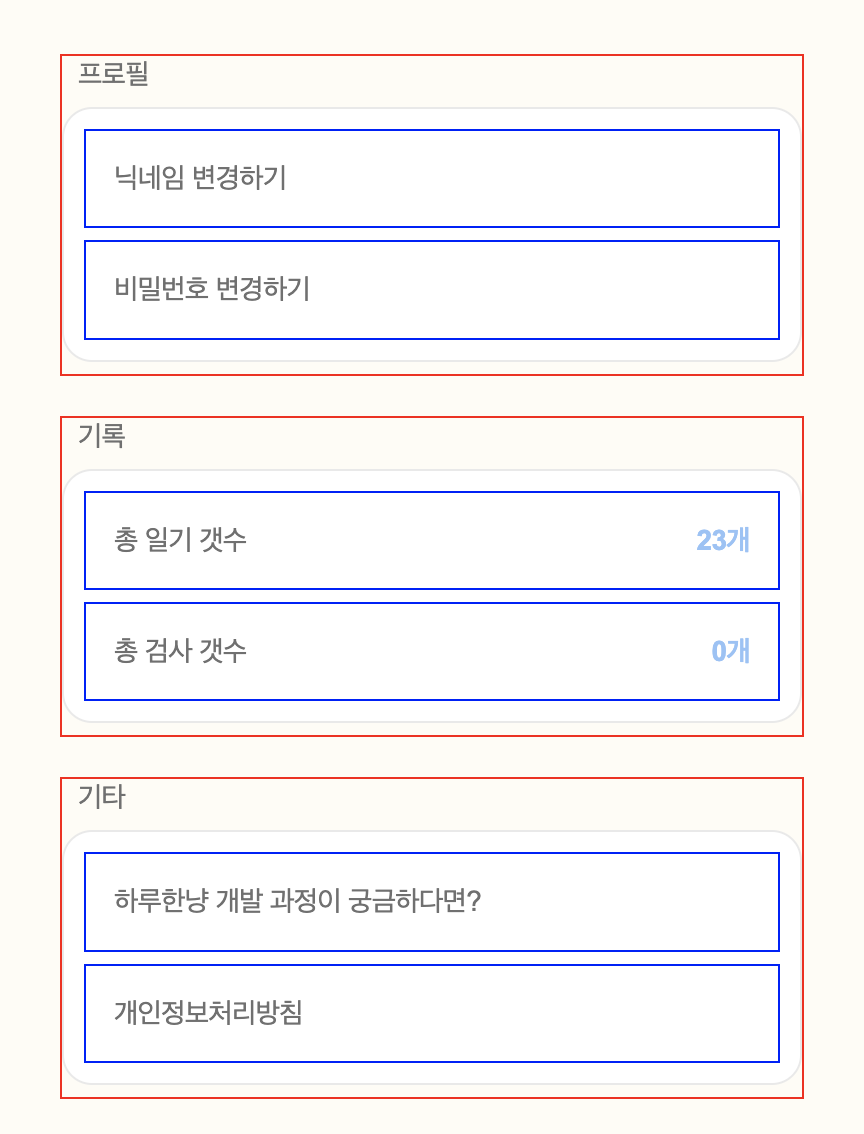 프로필
닉네임 변경하기
비밀번호 변경하기
기록
총 일기 갯수 23개
총 검사 갯수 0개
기타
하루한냥 개발 과정이 궁금하다면?
개인정보처리방침